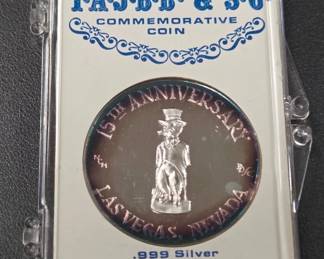 COMMEMORATIVE
COIN
15TH ANNIVERSARY
LAS VEGAS, NEVADA
.999 Silver